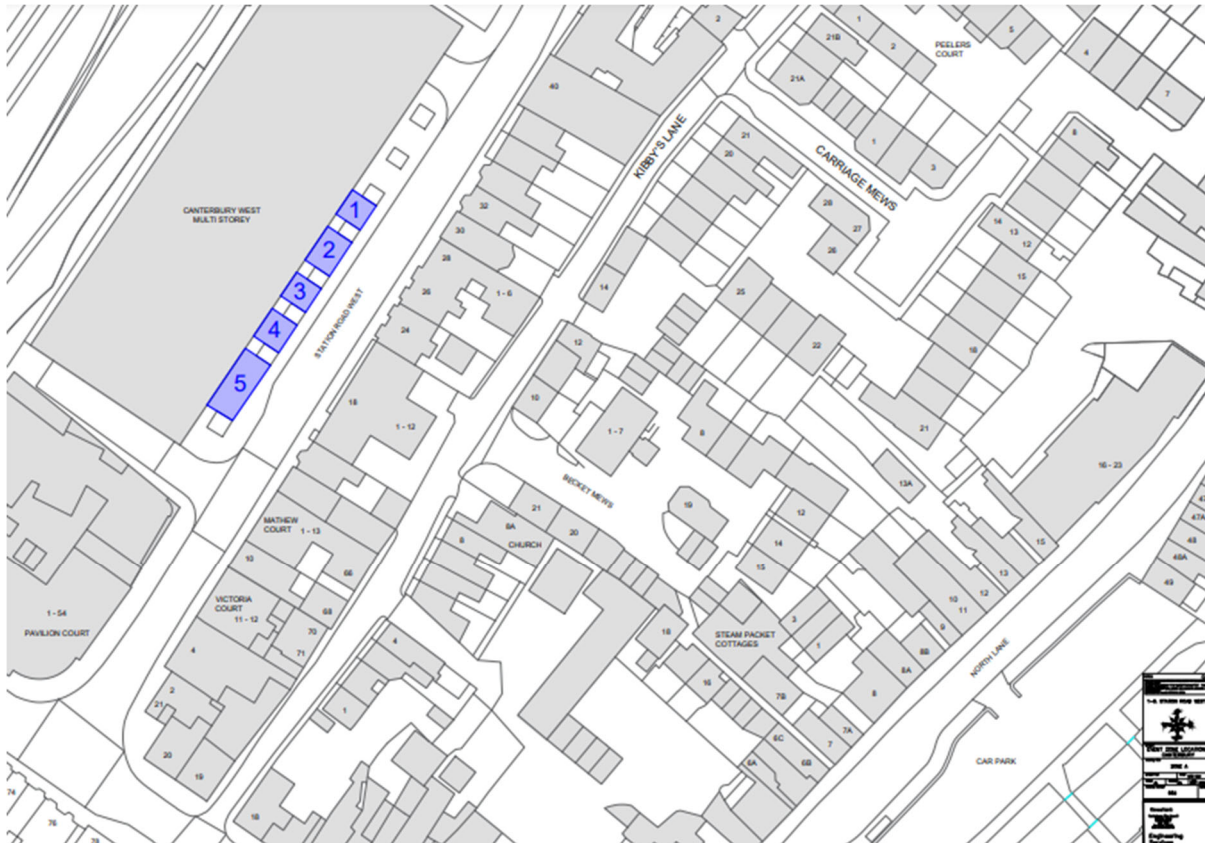 2
1
21B
2
5
PEELERS
COURT
4
7
21A
40
KIBBY'S LANE
21
20
1
3
8
CARRIAGE MEWS
CANTERBURY WEST
MULTI STOREY
1
2
3
4
5
STATION ROAD WEST
32
30
28
26
24
1 - 6
14
28
27
26
14
13
12
15
25
22
18
21
12
10
18
1 - 12
1 - 7
8
13A
16 - 23
BECKET MEWS
19
12
47A
48
48A
49
21
8A
20
8
CHURCH
14
15
15
13
12
11
10
9
MATHEW
COURT
1 - 13
10
66
VICTORIA
COURT
11 - 12
68
70
71
4
2
21
20
19
1 - 54
PAVILION COURT
4
1
18
18
16
STEAM PACKET
COTTAGES
3
1
8B
8A
8
7B
7A
7
6C
6B
6A
NORTH LANE
CAR PARK
74
76
78